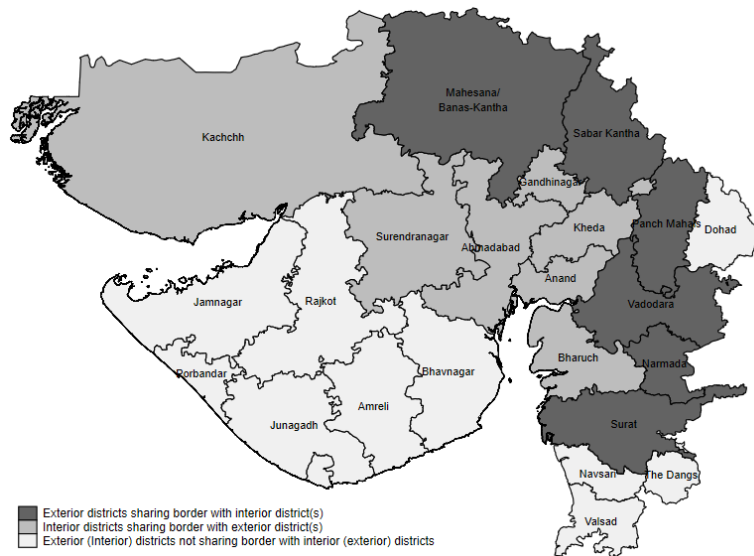 Mahesana/
Banas-Kantha
Kachchh
Sabar Kantha
Gandhinagar
Panch Mahals
Dohad
Kheda
Surendranagar
Ahmadabad
Anand
Jamnagar
Rajkot
Vadodara
Bharuch
Narmada
Porbandar
Bhavnagar
Amreli
Junagadh
Surat
Navsari
The Dangs
Valsad
Exterior districts sharing border with interior district(s)
Interior districts sharing border with exterior district(s)
Exterior (Interior) districts not sharing border with interior (exterior) districts